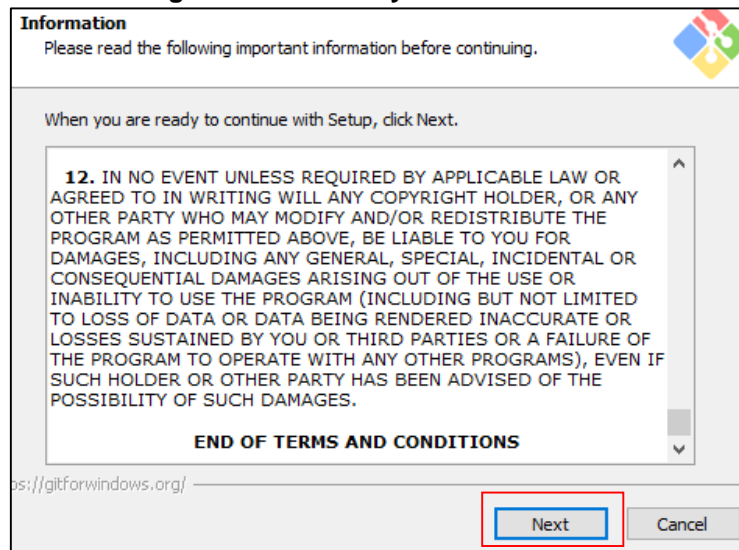 Information
Please read the following important information before continuing.
When you are ready to continue with Setup, click Next.
12. IN NO EVENT UNLESS REQUIRED BY APPLICABLE LAW OR
AGREED TO IN WRITING WILL ANY COPYRIGHT HOLDER, OR ANY
OTHER PARTY WHO MAY MODIFY AND/OR REDISTRIBUTE THE
PROGRAM AS PERMITTED ABOVE, BE LIABLE TO YOU FOR
DAMAGES, INCLUDING ANY GENERAL, SPECIAL, INCIDENTAL OR
CONSEQUENTIAL DAMAGES ARISING OUT OF THE USE OR
INABILITY TO USE THE PROGRAM (INCLUDING BUT NOT LIMITED
TO LOSS OF DATA OR DATA BEING RENDERED INACCURATE OR
LOSSES SUSTAINED BY YOU OR THIRD PARTIES OR A FAILURE OF
THE PROGRAM TO OPERATE WITH ANY OTHER PROGRAMS), EVEN IF
SUCH HOLDER OR OTHER PARTY HAS BEEN ADVISED OF THE
POSSIBILITY OF SUCH DAMAGES.
END OF TERMS AND CONDITIONS
ps://gitforwindows.org/
Next Cancel